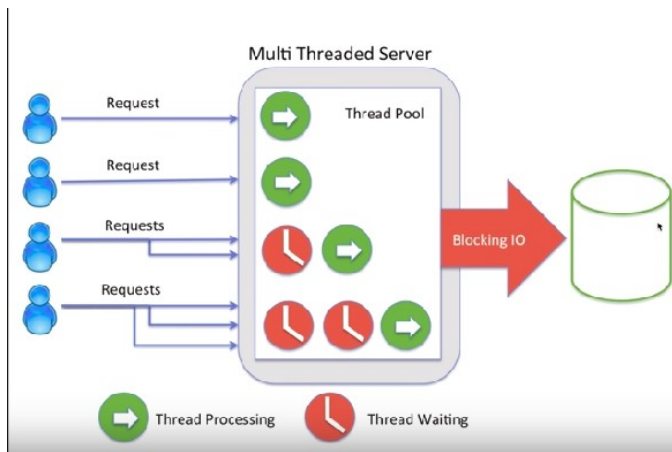 Multi Threaded Server
Request
Thread Pool
Request
Requests
Blocking IO
Requests
Thread Processing
Thread Waiting